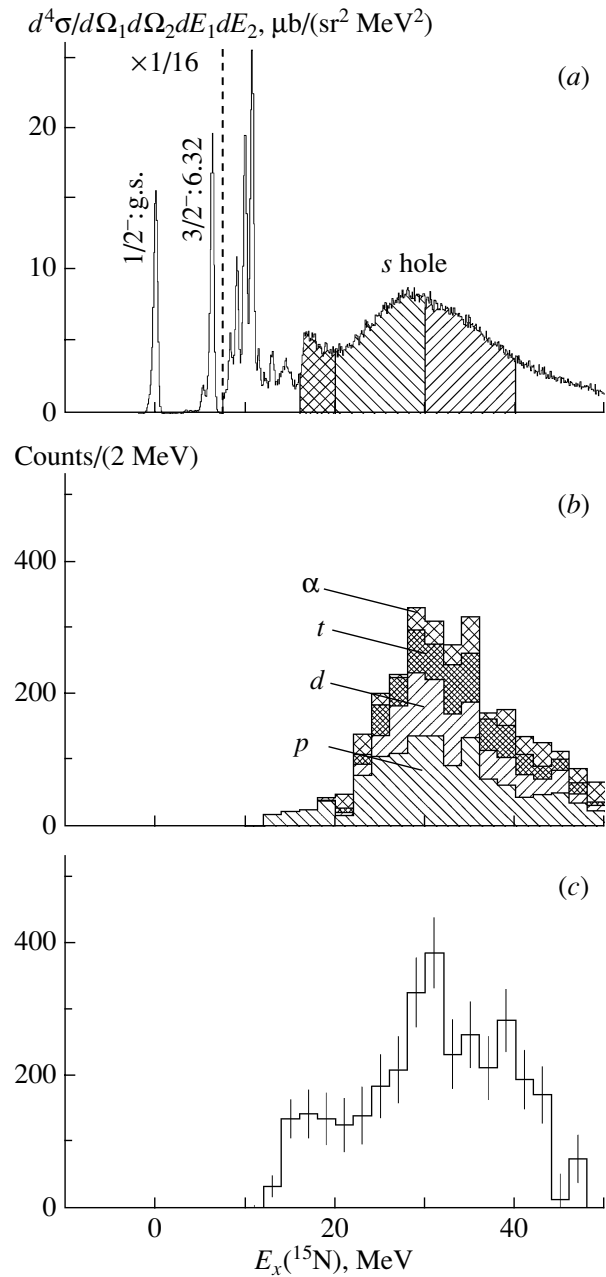 d⁴σ/dΩ₁dΩ₂dE₁dE₂, μb/(sr² MeV²)
×1/16
(a)
20
1/2⁻:g.s.
3/2⁻:6.32
10
s hole
0
Counts/(2 MeV)
(b)
400
α
t
200
d
p
0
(c)
400
200
0
0 20 40
Eₓ(¹⁵N), MeV